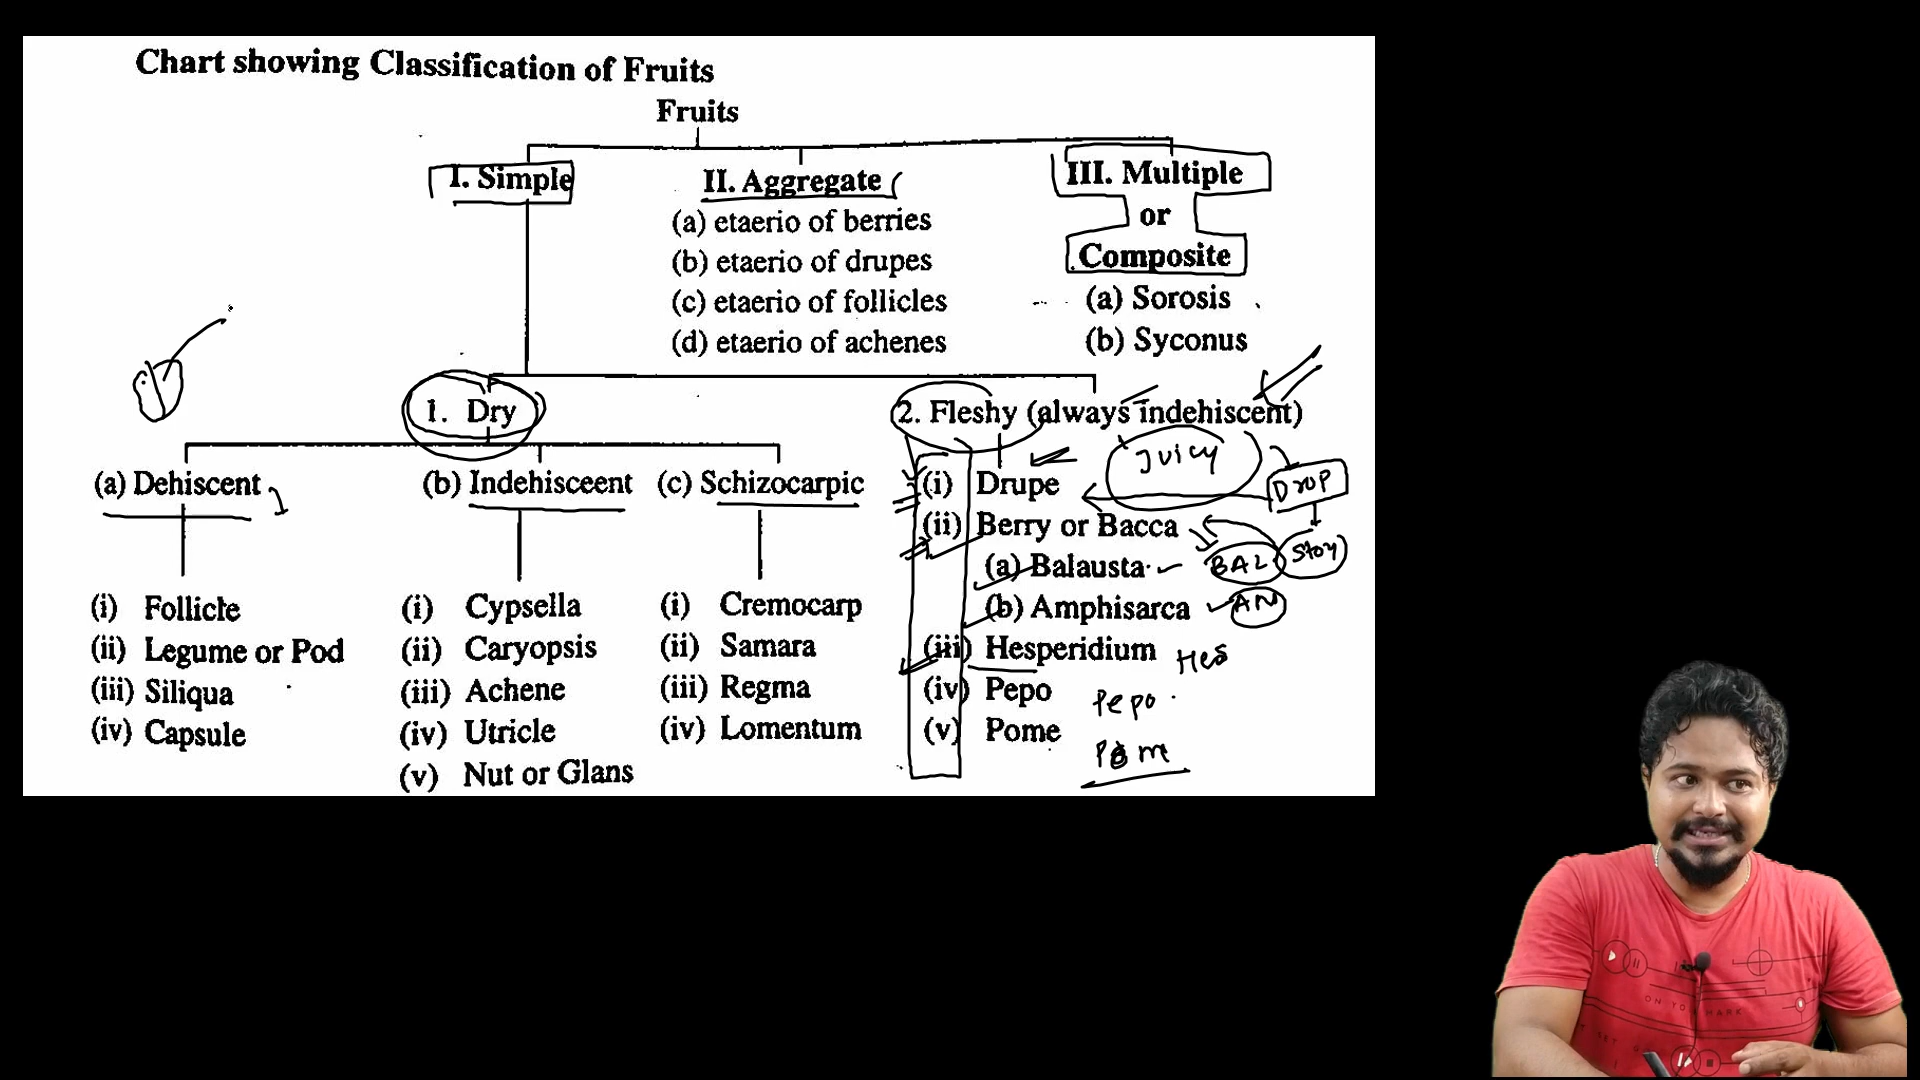 Chart showing Classification of Fruits
Fruits
I. Simple
II. Aggregate
(a) etaerio of berries
(b) etaerio of drupes
(c) etaerio of follicles
(d) etaerio of achenes
III. Multiple
or
Composite
(a) Sorosis
(b) Syconus
1. Dry
2. Fleshy (always indehiscent)
(a) Dehiscent
(i) Follicle
(ii) Legume or Pod
(iii) Siliqua
(iv) Capsule
(b) Indehisceent
(i) Cypsella
(ii) Caryopsis
(iii) Achene
(iv) Utricle
(v) Nut or Glans
(c) Schizocarpic
(i) Cremocarp
(ii) Samara
(iii) Regma
(iv) Lomentum
Juicy
(i) Drupe
Drop
(ii) Berry or Bacca
(a) Balausta
BAL
Story
(b) Amphisarca
AN
(iii) Hesperidium
Hes
(iv) Pepo
Pepo
(v) Pome
Pom